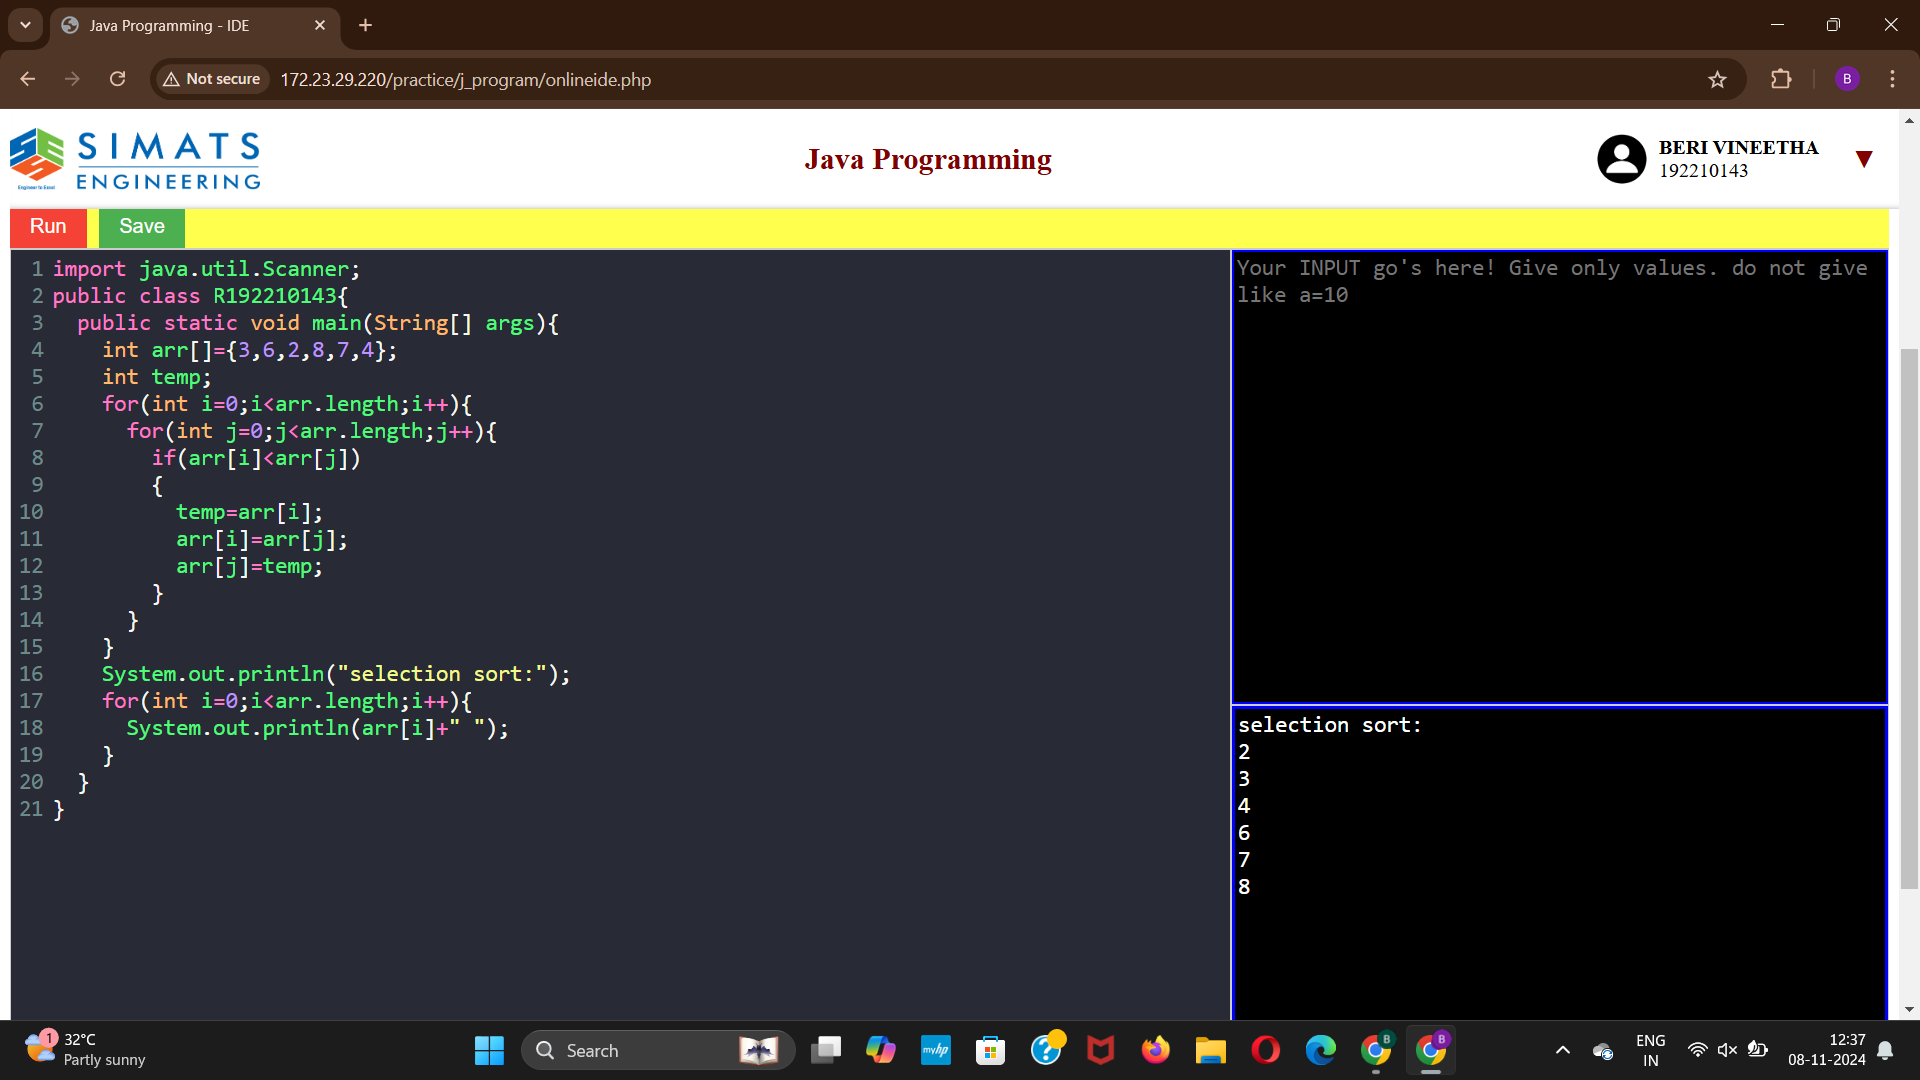 Java Programming - IDE
Not secure 172.23.29.220/practice/j_program/onlineide.php
B
SIMATS
ENGINEERING
Engineer to Excel
Java Programming
BERI VINEETHA
192210143
Run Save
1 import java.util.Scanner;
2 public class R192210143{
3   public static void main(String[] args){
4     int arr[]={3,6,2,8,7,4};
5     int temp;
6     for(int i=0;i<arr.length;i++){
7       for(int j=0;j<arr.length;j++){
8         if(arr[i]<arr[j])
9         {
10           temp=arr[i];
11           arr[i]=arr[j];
12           arr[j]=temp;
13         }
14       }
15     }
16     System.out.println("selection sort:");
17     for(int i=0;i<arr.length;i++){
18       System.out.println(arr[i]+" ");
19     }
20   }
21 }
Your INPUT go's here! Give only values. do not give
like a=10
selection sort:
2
3
4
6
7
8
1
32°C
Partly sunny
Search
myhp
B
B
ENG
IN
12:37
08-11-2024